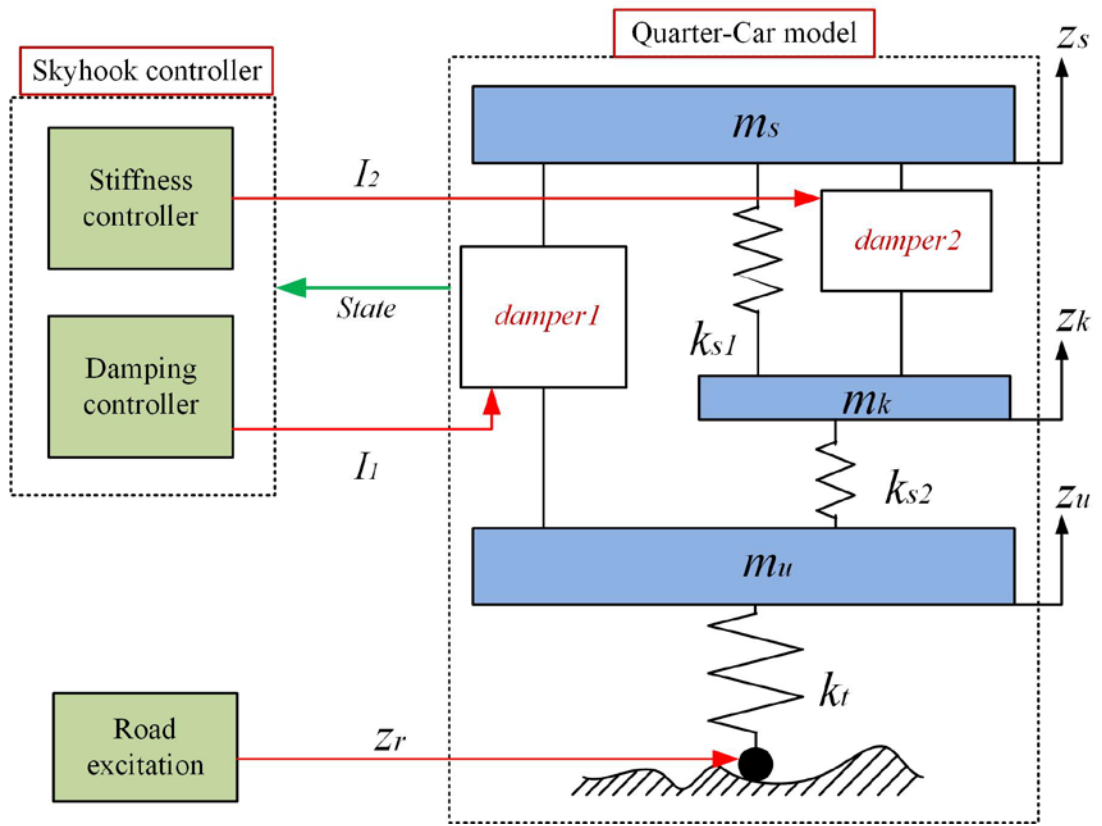 Quarter-Car model
Skyhook controller
zs
ms
Stiffness
controller
I2
damper2
State
damper1
ks1
zk
Damping
controller
mk
I1
ks2
zu
mu
kt
Road
excitation
zr